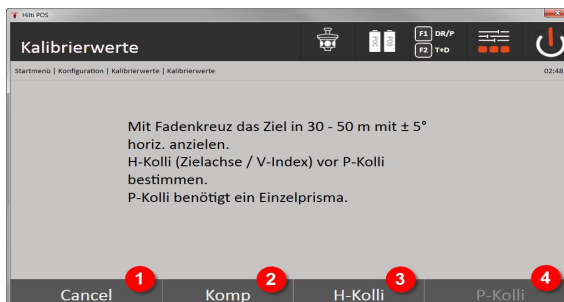 Hilti POS
Kalibrierwerte
POC
POS
F1 DR/P
F2 T+D
Startmenü | Konfiguration | Kalibrierwerte | Kalibrierwerte
02:48
Mit Fadenkreuz das Ziel in 30 - 50 m mit ± 5°
horiz. anzielen.
H-Kolli (Zielachse / V-Index) vor P-Kolli
bestimmen.
P-Kolli benötigt ein Einzelprisma.
1
2
3
4
Cancel
Komp
H-Kolli
P-Kolli